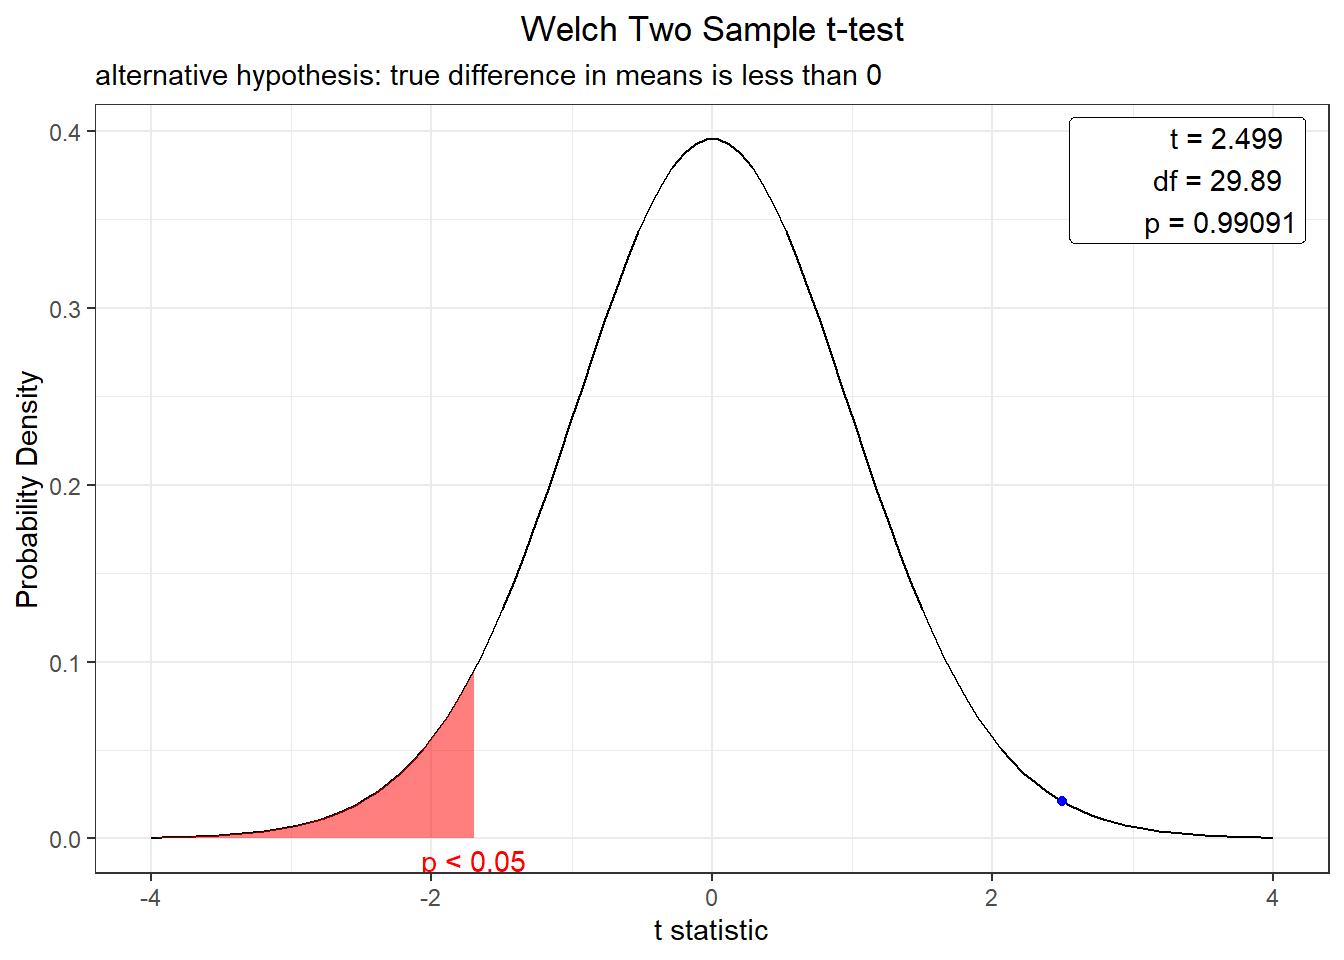 Welch Two Sample t-test
alternative hypothesis: true difference in means is less than 0
t = 2.499
df = 29.89
p = 0.99091
Probability Density
0.4
0.3
0.2
0.1
0.0
p < 0.05
-4 -2 0 2 4
t statistic